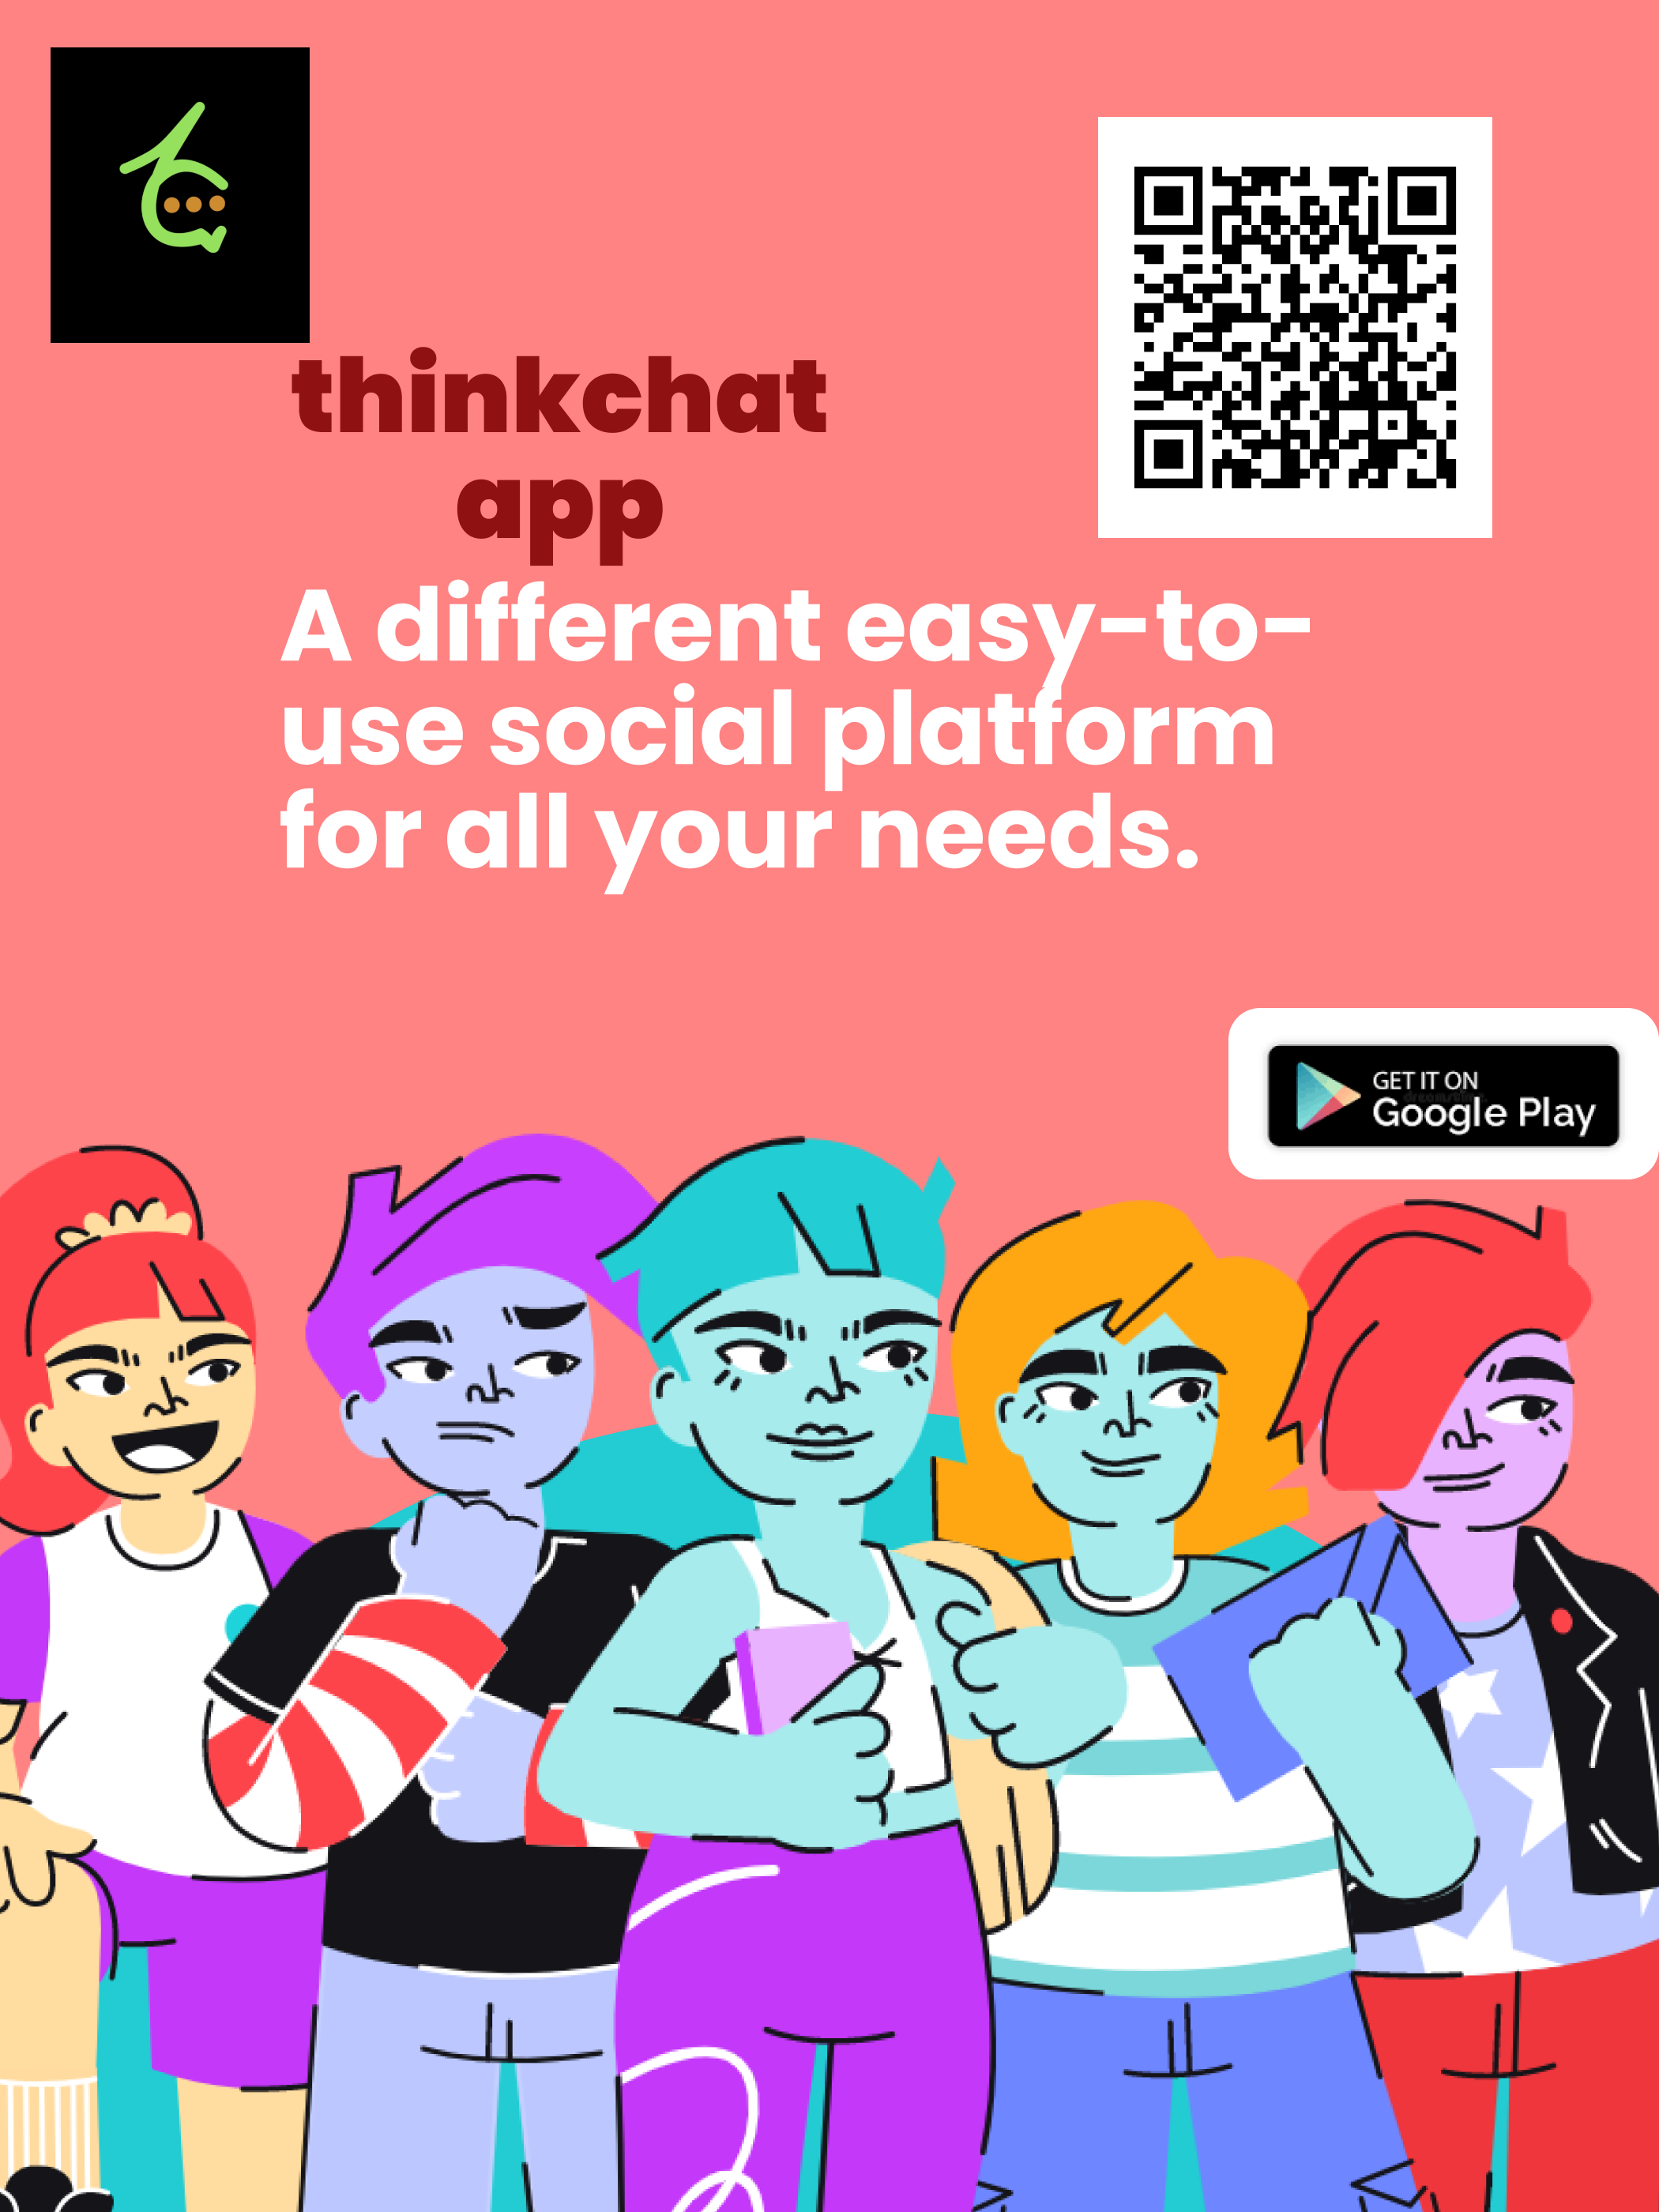 thinkchat
app
A different easy-to-
use social platform
for all your needs.
GET IT ON
Google Play